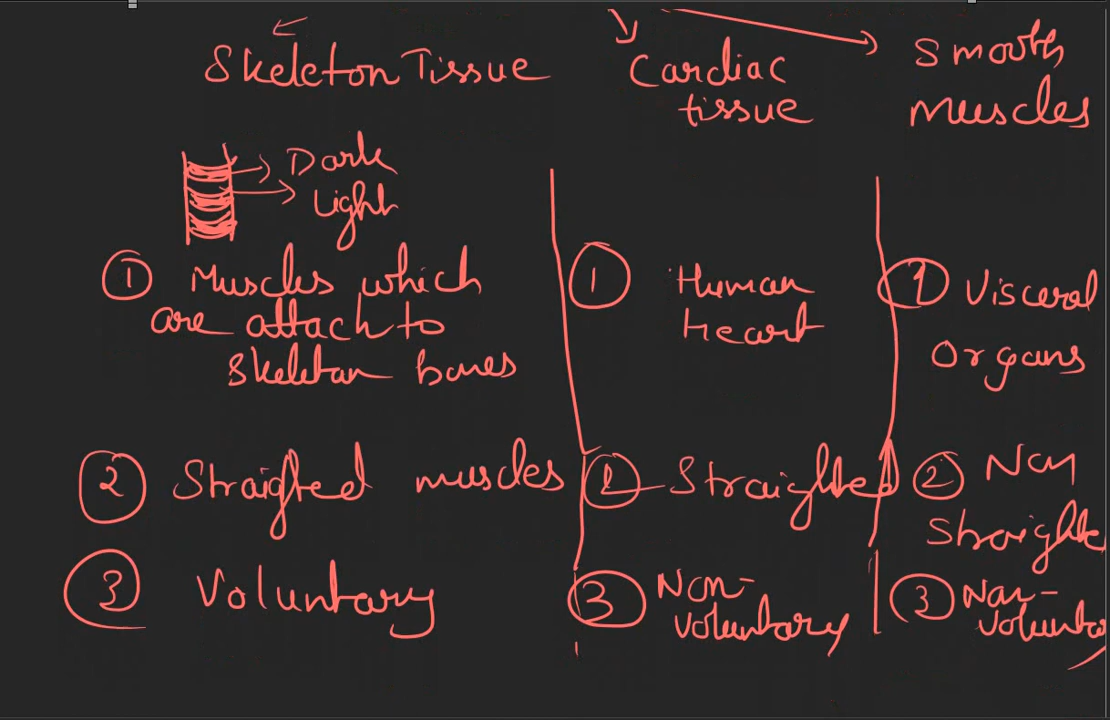 Skeleton Tissue
Dark
Light
① Muscles which
are attach to
Skeletan bones
② Straighted muscles
③ Voluntary
Cardiac
tissue
① Human
heart
② Straighted
③ Non-
voluntary
Smooth
muscles
① Visceral
Organs
② Non
Straighte
③ Non-
volunta